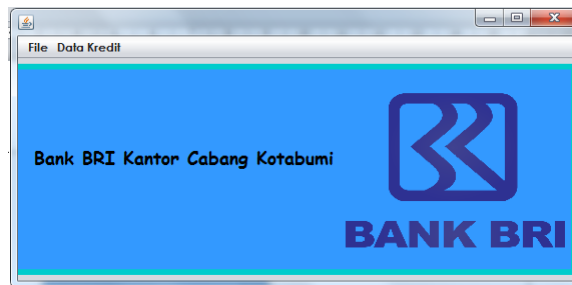 File Data Kredit
Bank BRI Kantor Cabang Kotabumi
BANK BRI